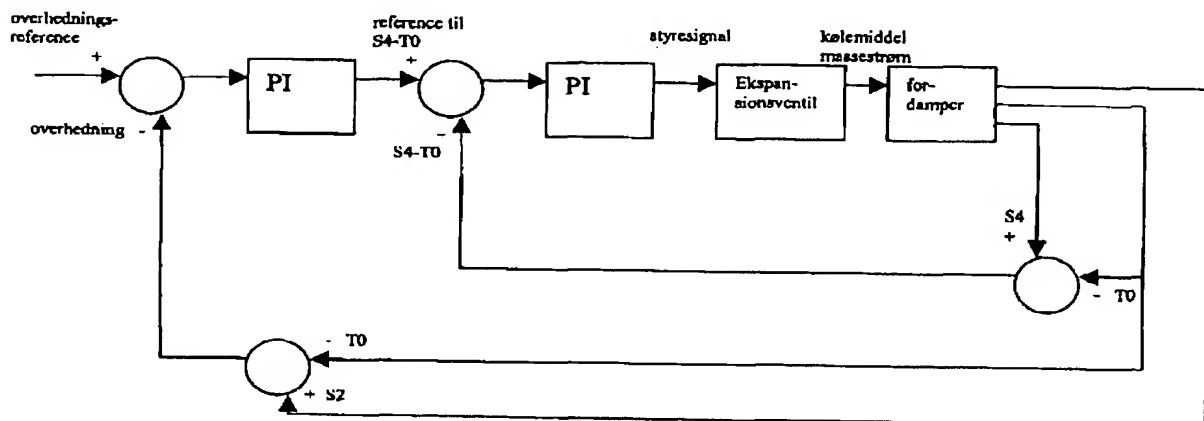 overhednings-
reference
+
overhedning
-
PI
reference til
S4-T0
+
-
S4-T0
PI
styresignal
Ekspan-
sionsventil
kølemiddel
massestrøm
for-
damper
S4
+
- T0
- T0
+ S2